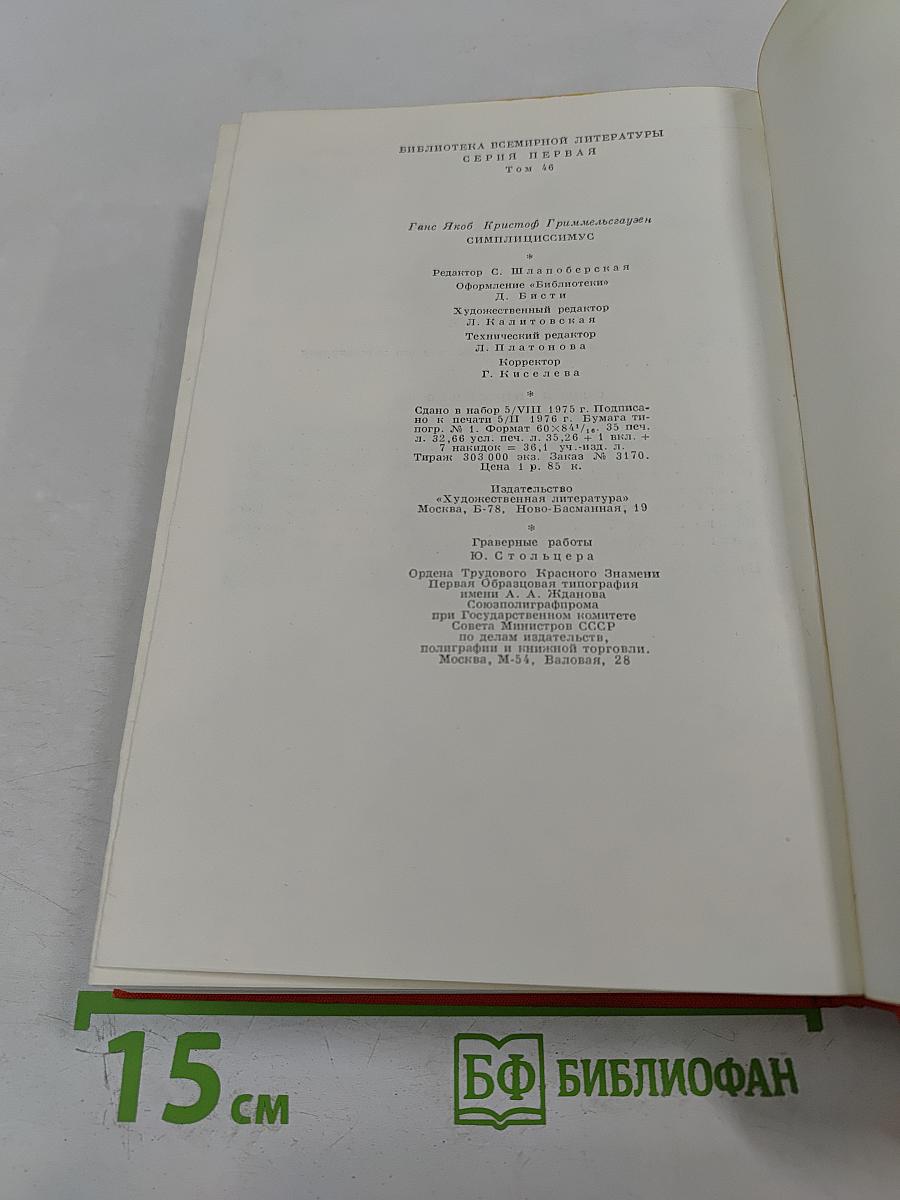 БИБЛИОТЕКА ВСЕМИРНОЙ ЛИТЕРАТУРЫ
СЕРИЯ ПЕРВАЯ
Том 46
Ганс Якоб Кристоф Гриммельсгаузен
СИМПЛИЦИССИМУС
*
Редактор С. Шлапоберская
Оформление «Библиотеки»
Д. Бисти
Художественный редактор
Л. Калитовская
Технический редактор
Л. Платонова
Корректор
Г. Киселева
*
Сдано в набор 5/VIII 1975 г. Подписа-
но к печати 5/II 1976 г. Бумага ти-
погр. № 1. Формат 60×84¹/₁₆. 35 печ.
л. 32,66 усл. печ. л. 35,26 + 1 вкл. +
7 накидок = 36,1 уч.-изд. л.
Тираж 303 000 экз. Заказ № 3170.
Цена 1 р. 85 к.
Издательство
«Художественная литература»
Москва, Б-78, Ново-Басманная, 19
*
Граверные работы
Ю. Стольцера
Ордена Трудового Красного Знамени
Первая Образцовая типография
имени А. А. Жданова
Союзполиграфпрома
при Государственном комитете
Совета Министров СССР
по делам издательств,
полиграфии и книжной торговли.
Москва, М-54, Валовая, 28
15 см
БФ БИБЛИОФАН